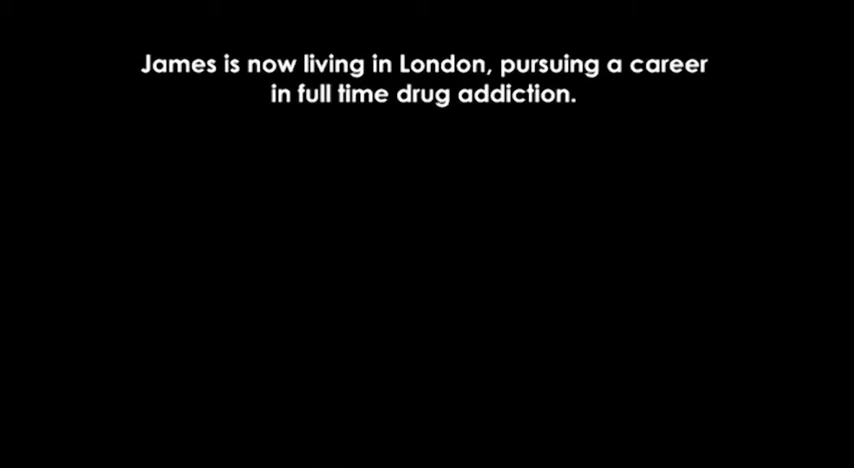 James is now living in London, pursuing a career
in full time drug addiction.